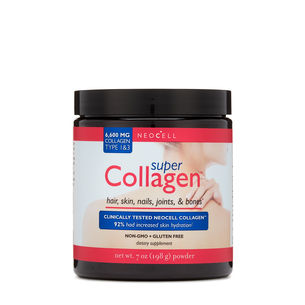 6,600 MG
COLLAGEN
TYPE 1&3
NEOCELL
super
Collagen
hair, skin, nails, joints, & bones
CLINICALLY TESTED NEOCELL COLLAGEN
92% had increased skin hydration
NON-GMO • GLUTEN FREE
dietary supplement
net wt. 7 oz (198 g) powder